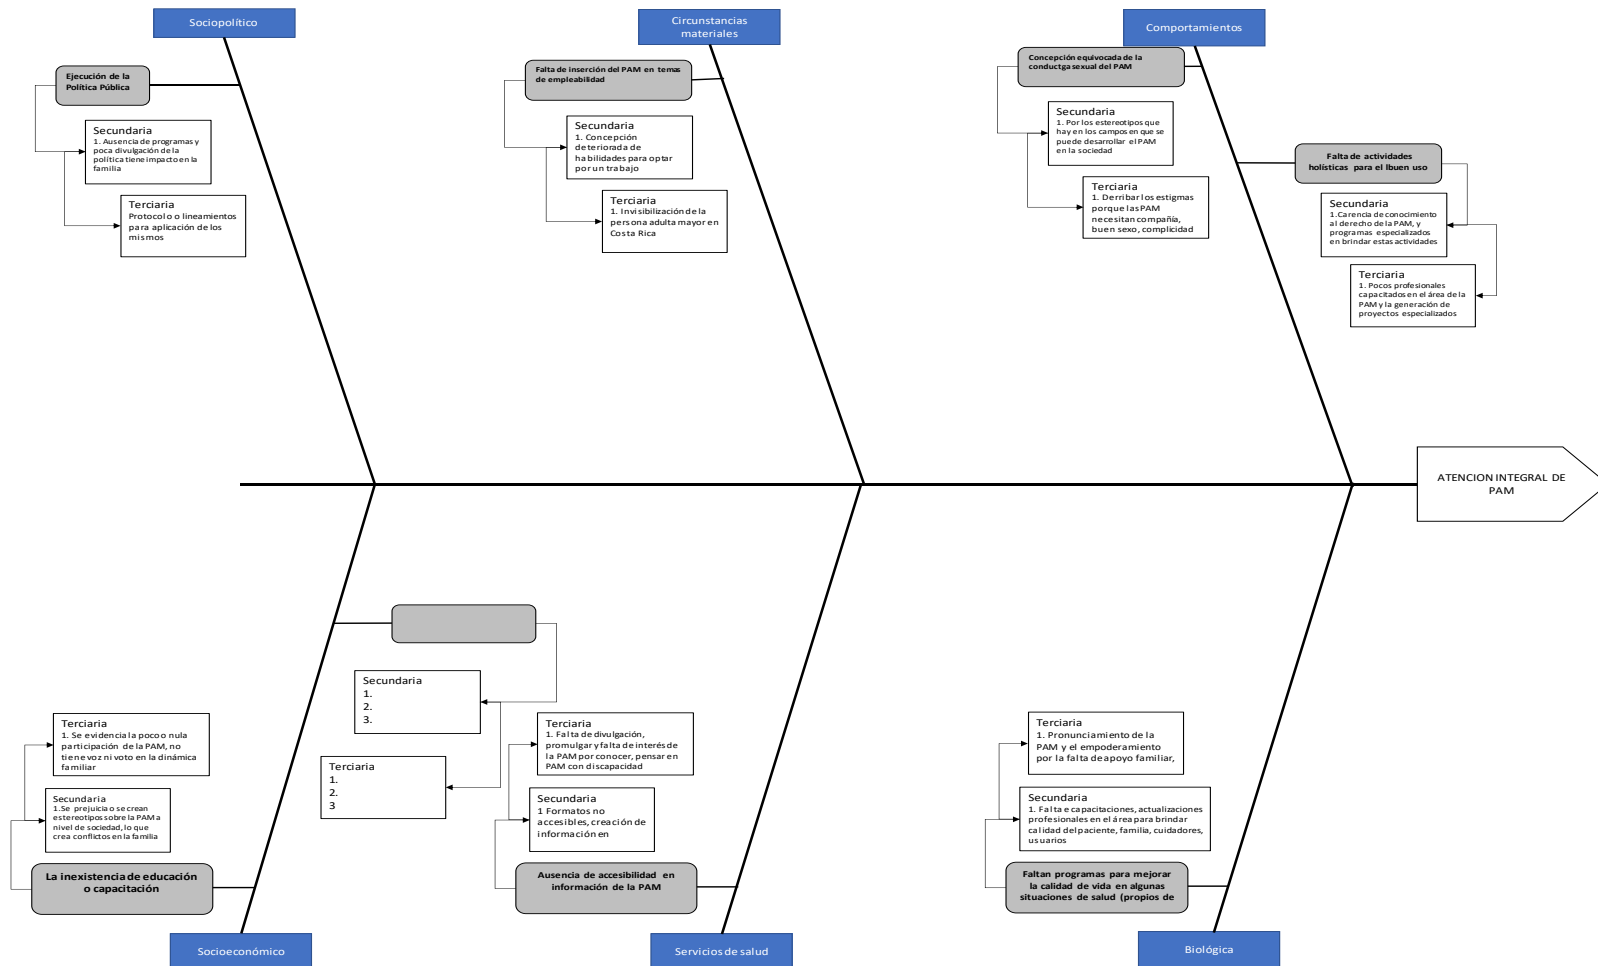 Sociopolítico
Circunstancias
materiales
Comportamientos
Ejecución de la
Política Pública
Secundaria
1. Ausencia de programas y
poca divulgación de la
política tiene impacto en la
familia
Terciaria
Protocolo o lineamientos
para aplicación de los
mismos
Falta de inserción del PAM en temas
de empleabilidad
Secundaria
1. Concepción
deteriorada de
habilidades para optar
por un trabajo
Terciaria
1. Invisibilización de la
persona adulta mayor en
Costa Rica
Concepción equivocada de la
conductga sexual del PAM
Secundaria
1. Por los estereotipos que
hay en los campos en que se
puede desarrollar el PAM
en la sociedad
Terciaria
1. Derribar los estigmas
porque las PAM
necesitan compañía,
buen sexo, complicidad
Falta de actividades
holísticas para el lbuen uso
Secundaria
1.Carencia de conocimiento
al derecho de la PAM, y
programas especializados
en brindar estas actividades
Terciaria
1. Pocos profesionales
capacitados en el área de la
PAM y la generación de
proyectos especializados
ATENCION INTEGRAL DE
PAM
Secundaria
1.
2.
3.
Terciaria
1.
2.
3
Terciaria
1. Se evidencia la poco o nula
participación de la PAM, no
tiene voz ni voto en la dinámica
familiar
Secundaria
1.Se prejuicia o se crean
estereotipos sobre la PAM a
nivel de sociedad, lo que
crea conflictos en la familia
La inexistencia de educación
o capacitación
Terciaria
1. Falta de divulgación,
promulgar y falta de interés de
la PAM por conocer, pensar en
PAM con discapacidad
Secundaria
1 Formatos no
accesibles, creación de
información en
Ausencia de accesibilidad en
información de la PAM
Terciaria
1. Pronunciamiento de la
PAM y el empoderamiento
por la falta de apoyo familiar,
Secundaria
1. Falta e capacitaciones, actualizaciones
profesionales en el área para brindar
calidad del paciente, familia, cuidadores,
usuarios
Faltan programas para mejorar
la calidad de vida en algunas
situaciones de salud (propios de
Socioeconómico
Servicios de salud
Biológica